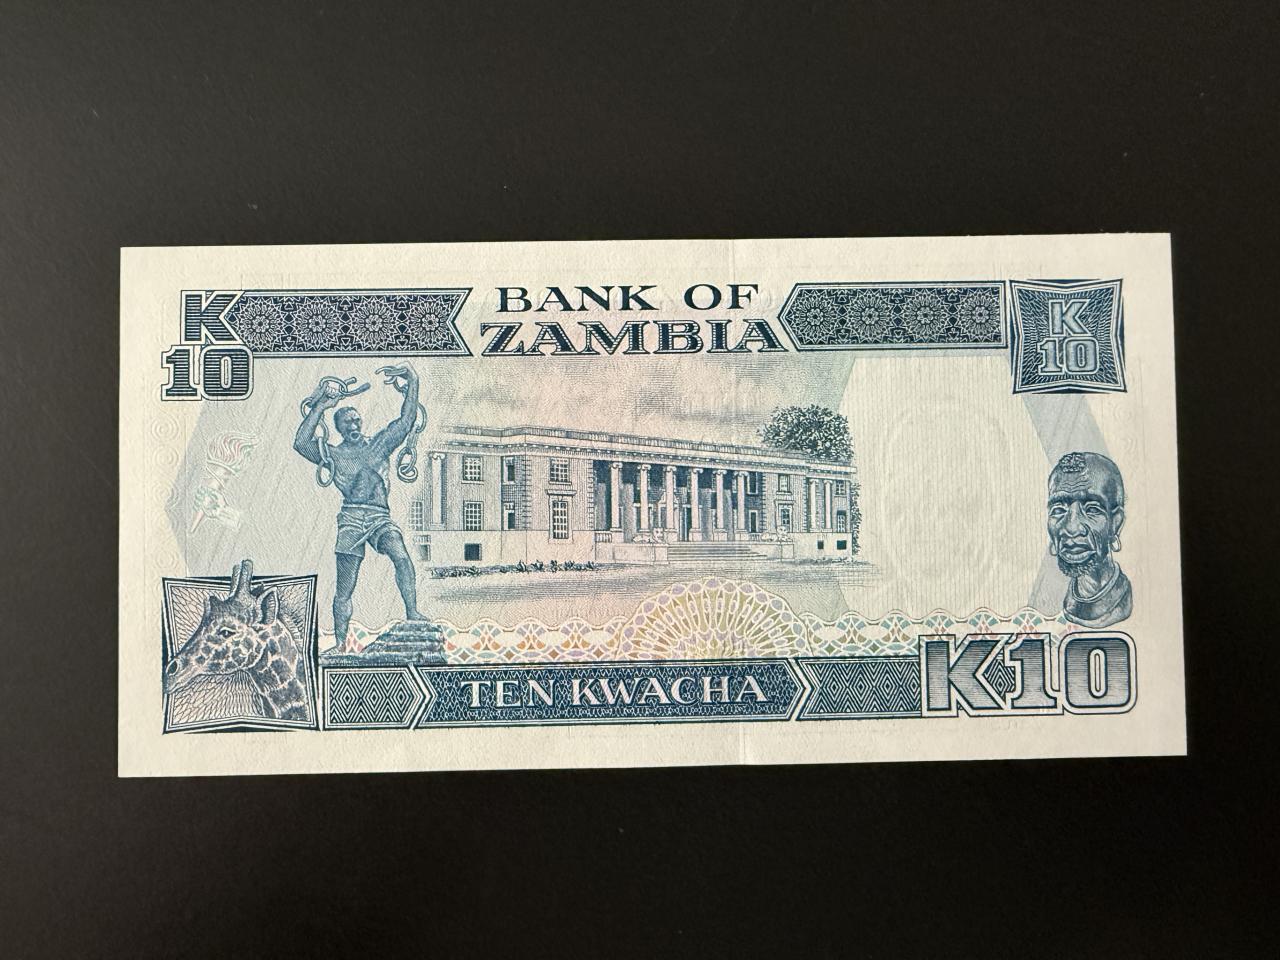 BANK OF
ZAMBIA
K
10
K
10
TEN KWACHA
K10